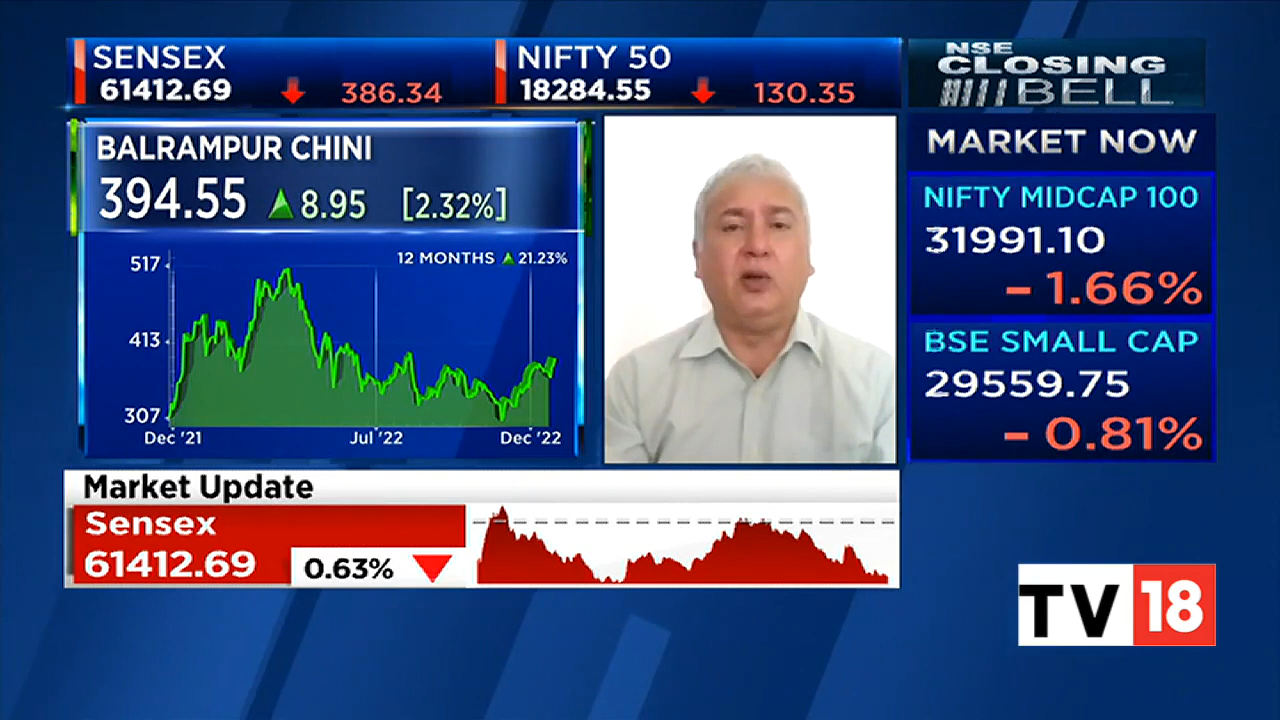 SENSEX
61412.69 386.34
NIFTY 50
18284.55 130.35
NSE
CLOSING
BELL
BALRAMPUR CHINI
394.55 8.95 [2.32%]
12 MONTHS 21.23%
517
413
307
Dec '21 Jul '22 Dec '22
MARKET NOW
NIFTY MIDCAP 100
31991.10
- 1.66%
BSE SMALL CAP
29559.75
- 0.81%
Market Update
Sensex
61412.69 0.63%
TV18